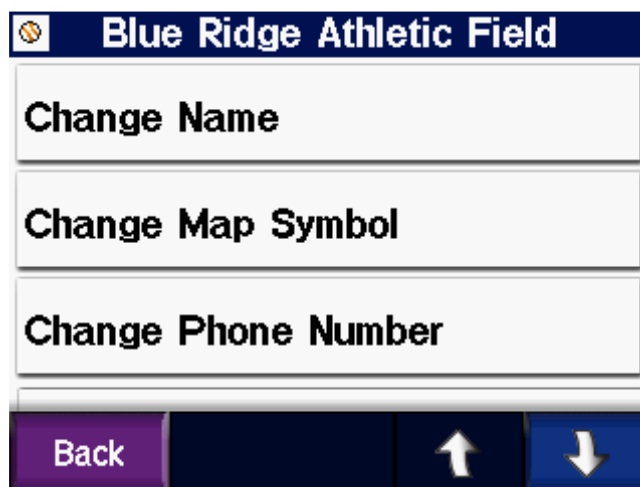 Blue Ridge Athletic Field
Change Name
Change Map Symbol
Change Phone Number
Back